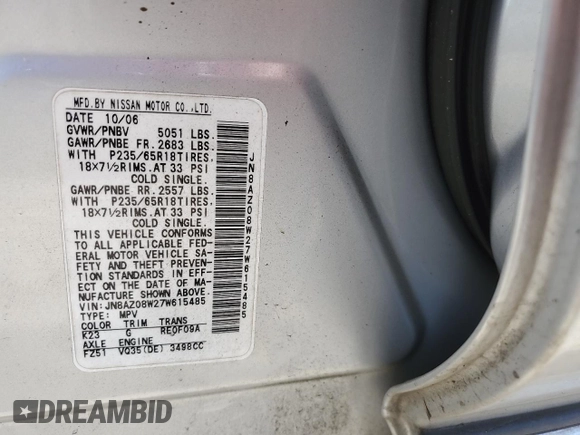 MFD.BY NISSAN MOTOR CO.,LTD.
DATE 10/06
GVWR/PNBV 5051 LBS.
GAWR/PNBE FR. 2683 LBS.
WITH P235/65R18TIRES.
18X7½RIMS.AT 33 PSI
COLD SINGLE.
GAWR/PNBE RR. 2557 LBS.
WITH P235/65R18TIRES.
18X7½RIMS.AT 33 PSI
COLD SINGLE.
THIS VEHICLE CONFORMS
TO ALL APPLICABLE FED-
ERAL MOTOR VEHICLE SA-
FETY AND THEFT PREVEN-
TION STANDARDS IN EFF-
ECT ON THE DATE OF MA-
NUFACTURE SHOWN ABOVE.
VIN:JN8AZ08W27W615485
TYPE: MPV
COLOR TRIM TRANS
K23 G RE0F09A
AXLE ENGINE
FZ51 VQ35(DE) 3498CC
JN8AZ08W27W615485
DREAMBID